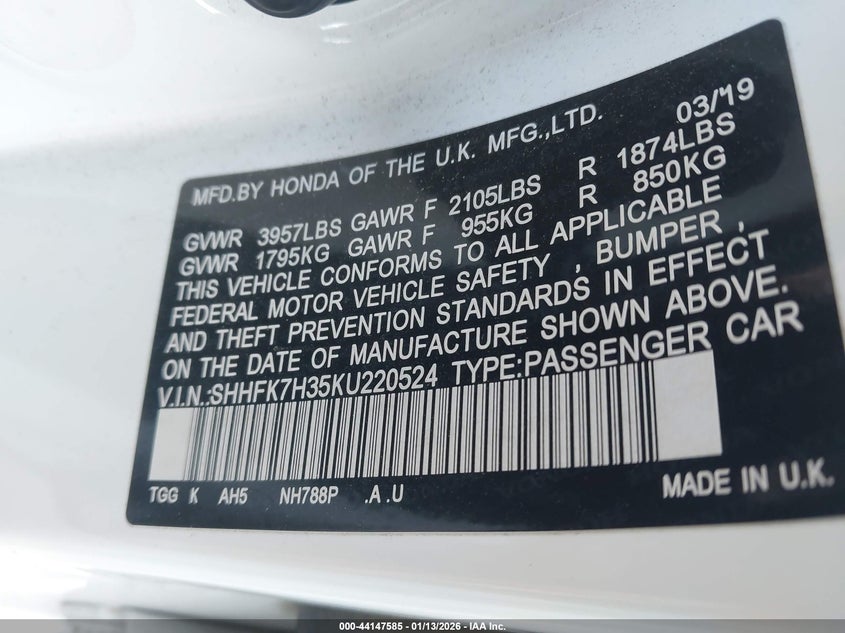 03/'19
MFD.BY HONDA OF THE U.K. MFG.,LTD.
GVWR 3957LBS GAWR F 2105LBS R 1874LBS
GVWR 1795KG GAWR F 955KG R 850KG
THIS VEHICLE CONFORMS TO ALL APPLICABLE
FEDERAL MOTOR VEHICLE SAFETY , BUMPER ,
AND THEFT PREVENTION STANDARDS IN EFFECT
ON THE DATE OF MANUFACTURE SHOWN ABOVE.
V.I.N.:SHHFK7H35KU220524 TYPE:PASSENGER CAR
TGG K AH5 NH788P .A .U MADE IN U.K.
000-44147585 - 01/13/2026 - IAA Inc.